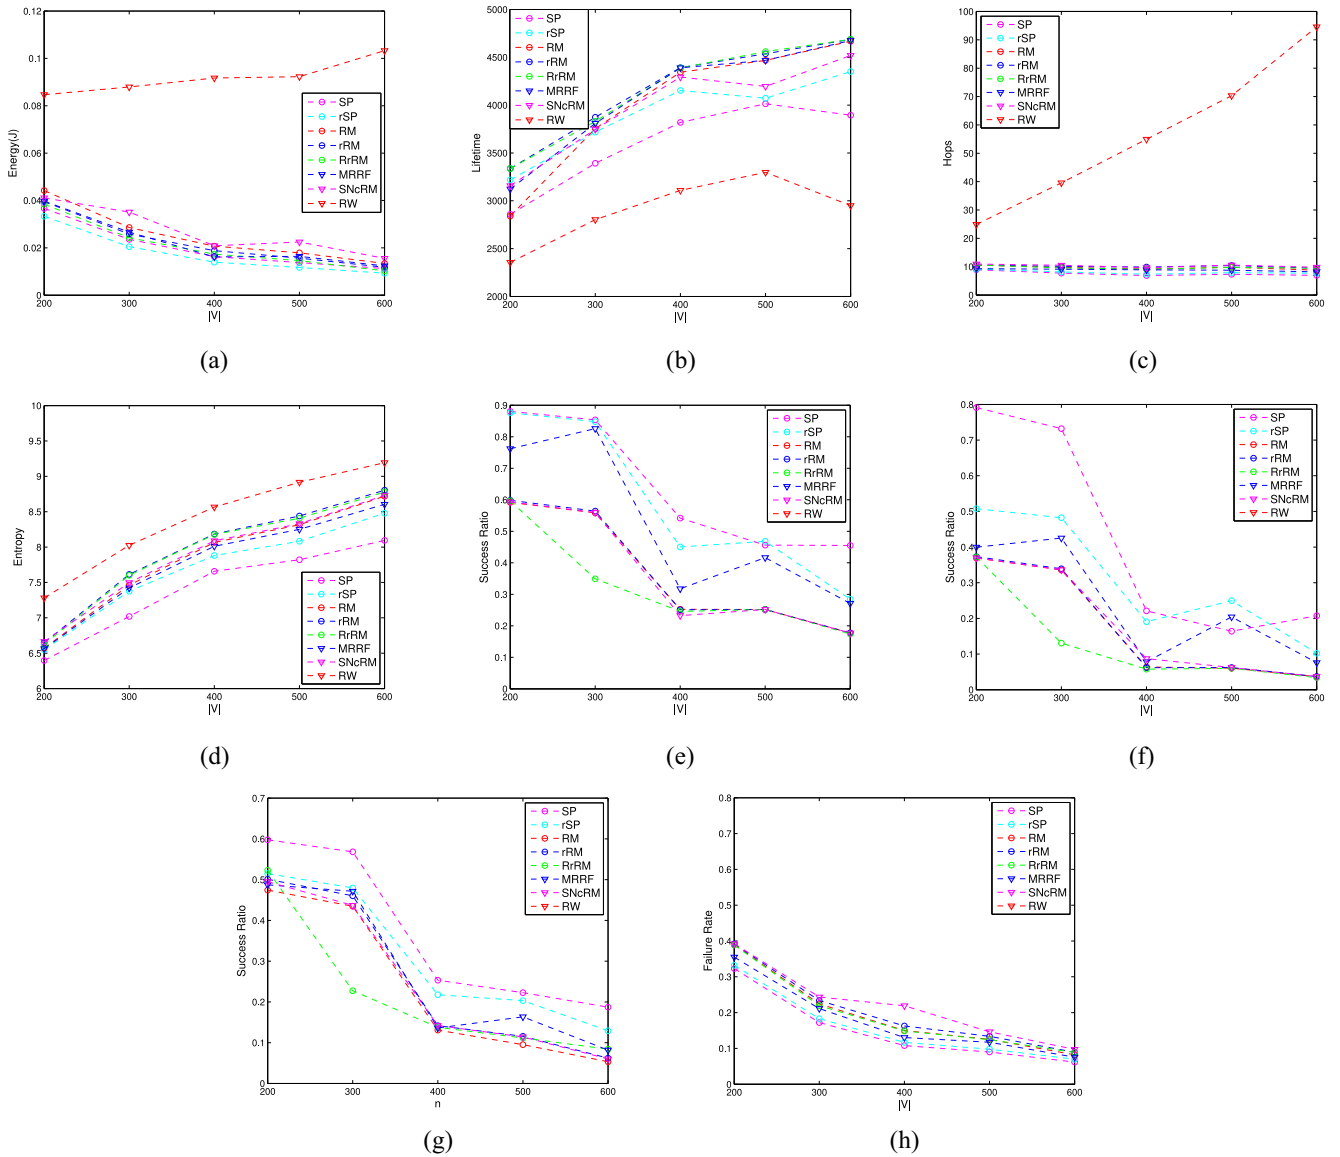 0.12
0.1
0.08
0.06
0.04
0.02
0
Energy(J)
200 300 400 500 600
|V|
SP
rSP
RM
rRM
RrRM
MRRF
SNcRM
RW
(a)
5000
4500
4000
3500
3000
2500
2000
Lifetime
200 300 400 500 600
|V|
SP
rSP
RM
rRM
RrRM
MRRF
SNcRM
RW
(b)
100
90
80
70
60
50
40
30
20
10
0
Hops
200 300 400 500 600
|V|
SP
rSP
RM
rRM
RrRM
MRRF
SNcRM
RW
(c)
10
9.5
9
8.5
8
7.5
7
6.5
6
Entropy
200 300 400 500 600
|V|
SP
rSP
RM
rRM
RrRM
MRRF
SNcRM
RW
(d)
0.9
0.8
0.7
0.6
0.5
0.4
0.3
0.2
0.1
0
Success Ratio
200 300 400 500 600
|V|
SP
rSP
RM
rRM
RrRM
MRRF
SNcRM
RW
(e)
0.8
0.7
0.6
0.5
0.4
0.3
0.2
0.1
0
Success Ratio
200 300 400 500 600
|V|
SP
rSP
RM
rRM
RrRM
MRRF
SNcRM
RW
(f)
0.7
0.6
0.5
0.4
0.3
0.2
0.1
0
Success Ratio
200 300 400 500 600
n
SP
rSP
RM
rRM
RrRM
MRRF
SNcRM
RW
(g)
0.8
0.7
0.6
0.5
0.4
0.3
0.2
0.1
0
Failure Rate
200 300 400 500 600
|V|
SP
rSP
RM
rRM
RrRM
MRRF
SNcRM
RW
(h)